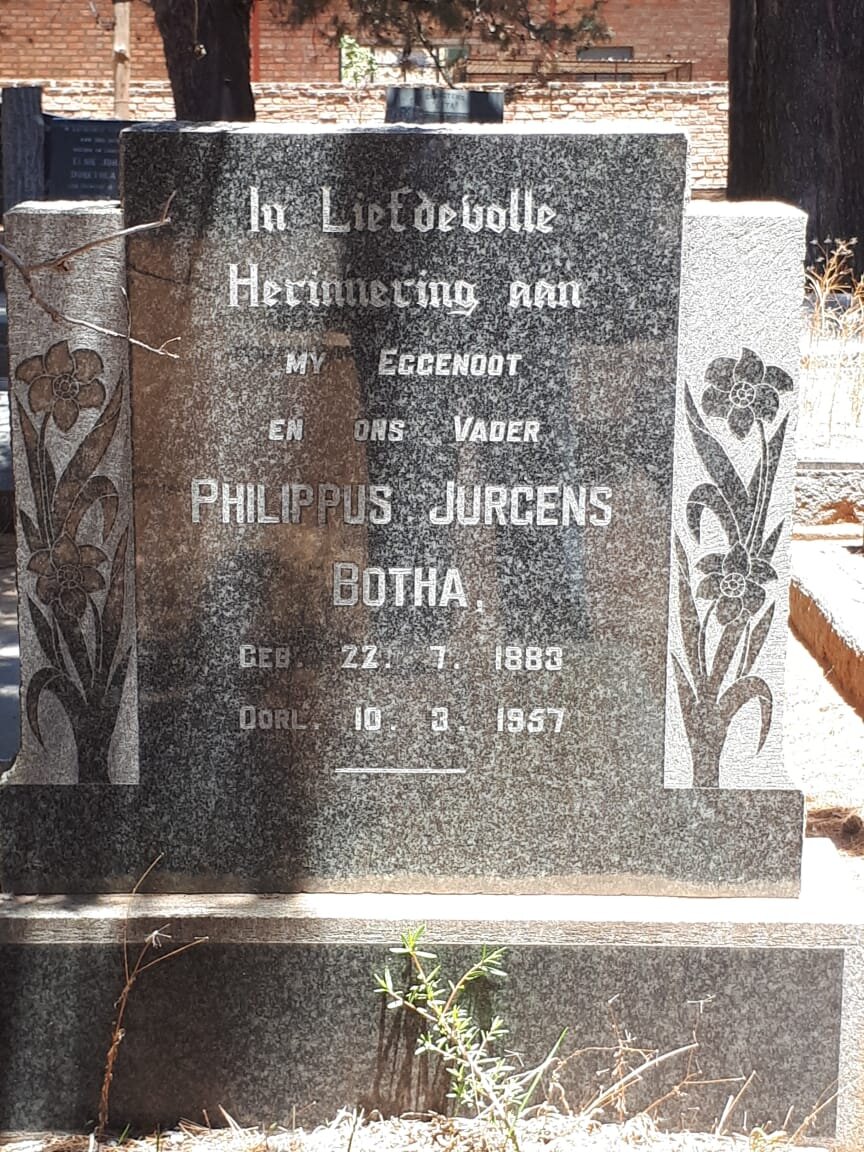 In Liefdevolle
Herinnering aan
MY EGGENOOT
EN ONS VADER
PHILIPPUS JURGENS
BOTHA.
GEB. 22. 7. 1883
OORL. 10. 3. 1957